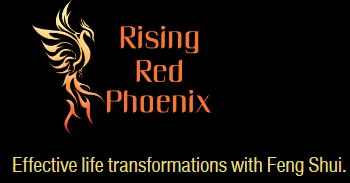 Rising
Red
Phoenix
Effective life transformations with Feng Shui.